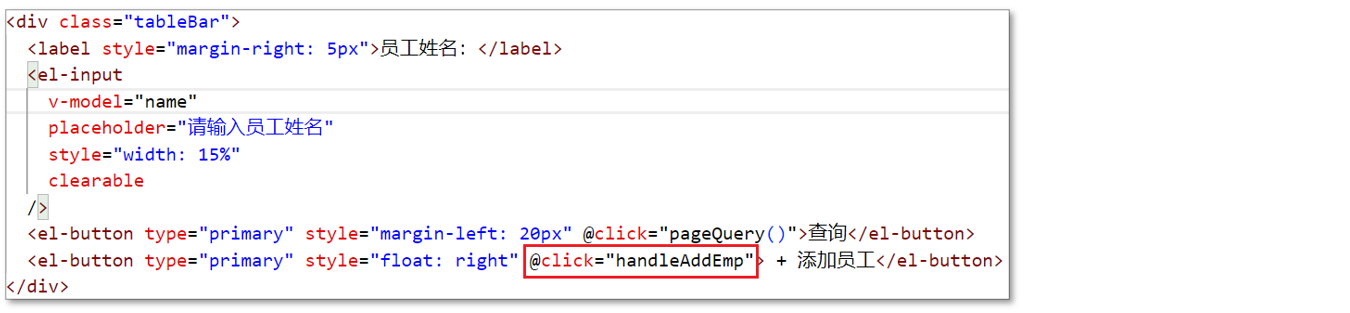 <div class="tableBar">
<label style="margin-right: 5px">员工姓名：</label>
<el-input
v-model="name"
placeholder="请输入员工姓名"
style="width: 15%"
clearable
/>
<el-button type="primary" style="margin-left: 20px" @click="pageQuery()">查询</el-button>
<el-button type="primary" style="float: right" @click="handleAddEmp"> + 添加员工</el-button>
</div>